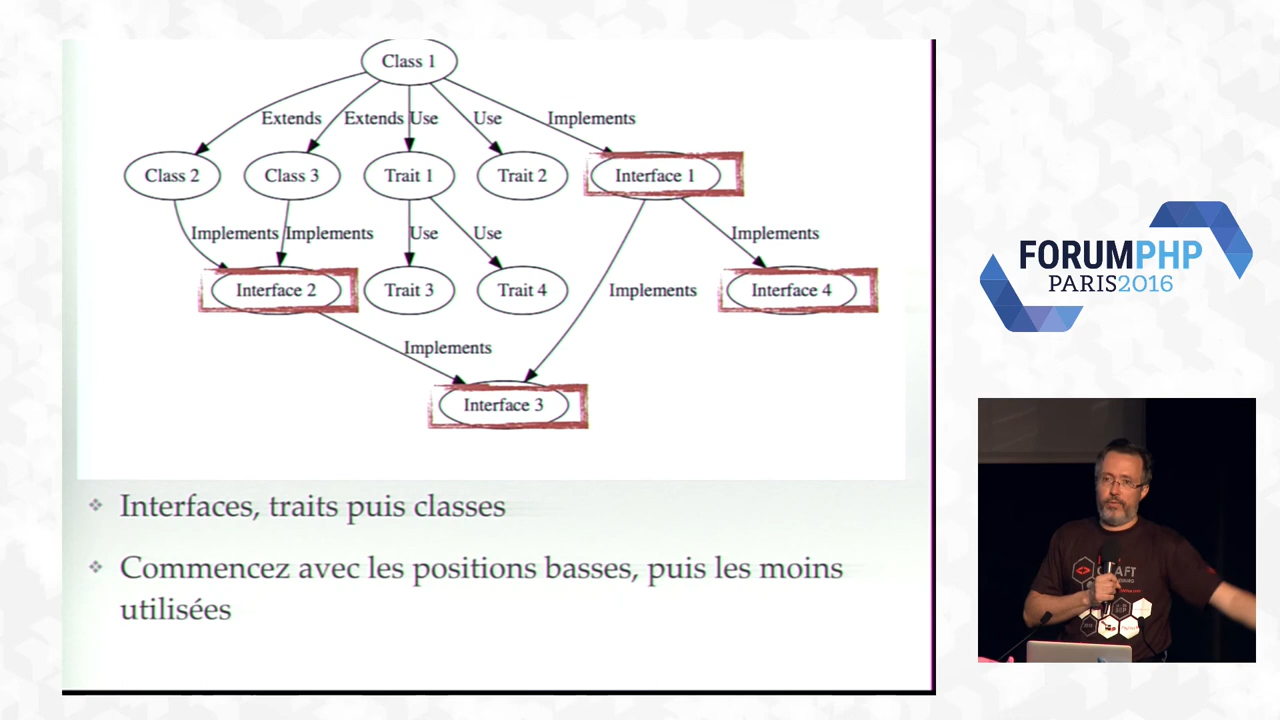 Class 1
Extends Extends Use Use Implements
Class 2 Class 3 Trait 1 Trait 2 Interface 1
Implements Implements Use Use Implements
Interface 2 Trait 3 Trait 4 Implements Interface 4
Implements
Interface 3
Interfaces, traits puis classes
Commencez avec les positions basses, puis les moins
utilisées
FORUMPHP
PARIS2016
AFT